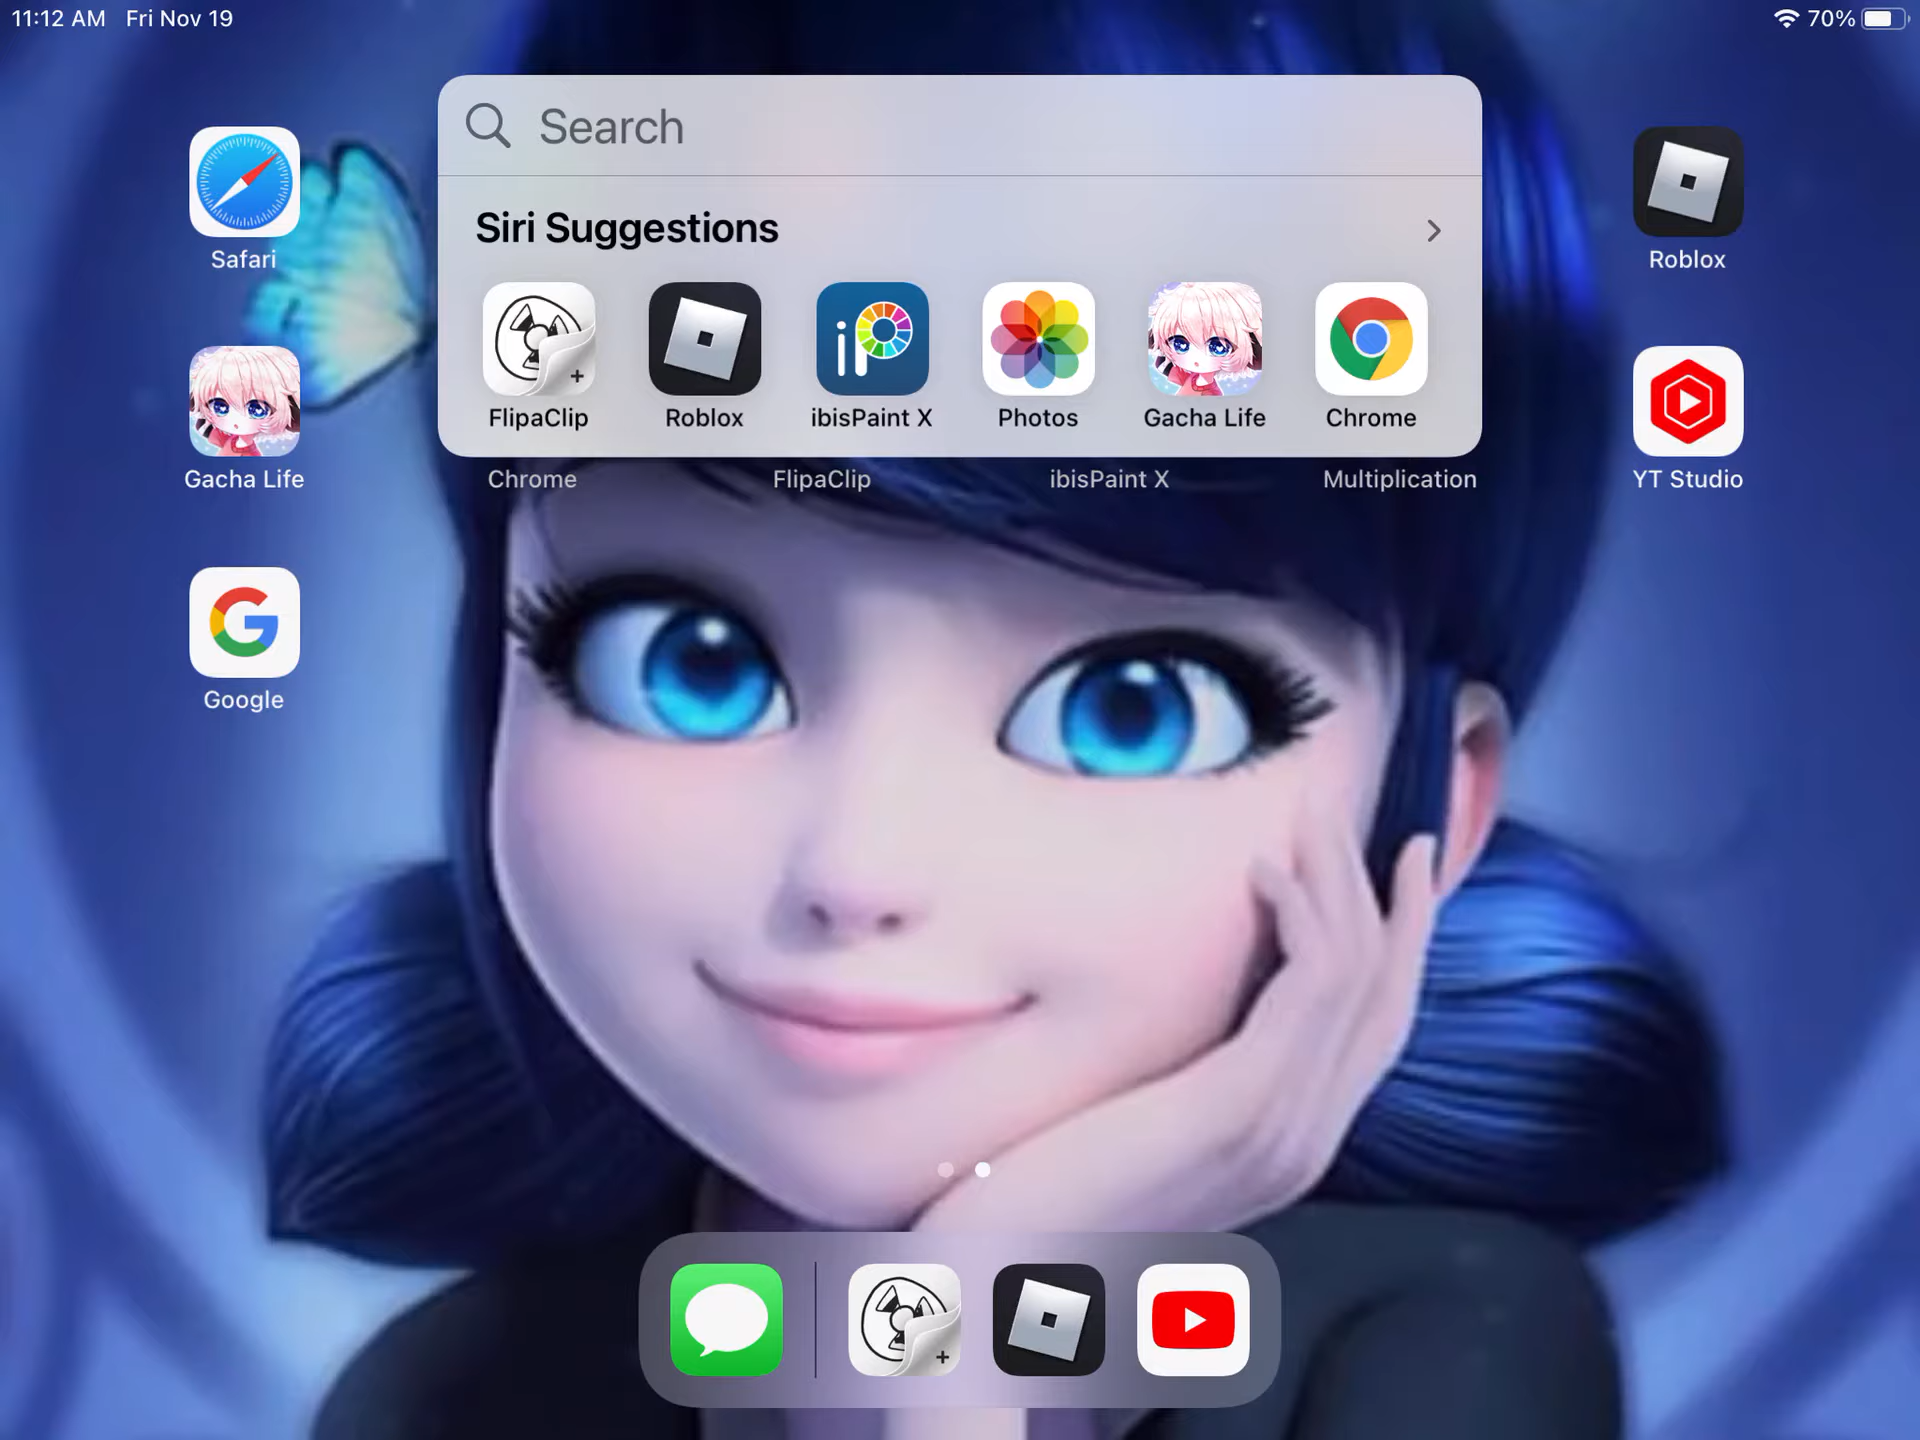 11:12 AM Fri Nov 19
70%
Search
Siri Suggestions
FlipaClip Roblox ibisPaint X Photos Gacha Life Chrome
Safari
Roblox
Gacha Life Chrome FlipaClip ibisPaint X Multiplication YT Studio
Google